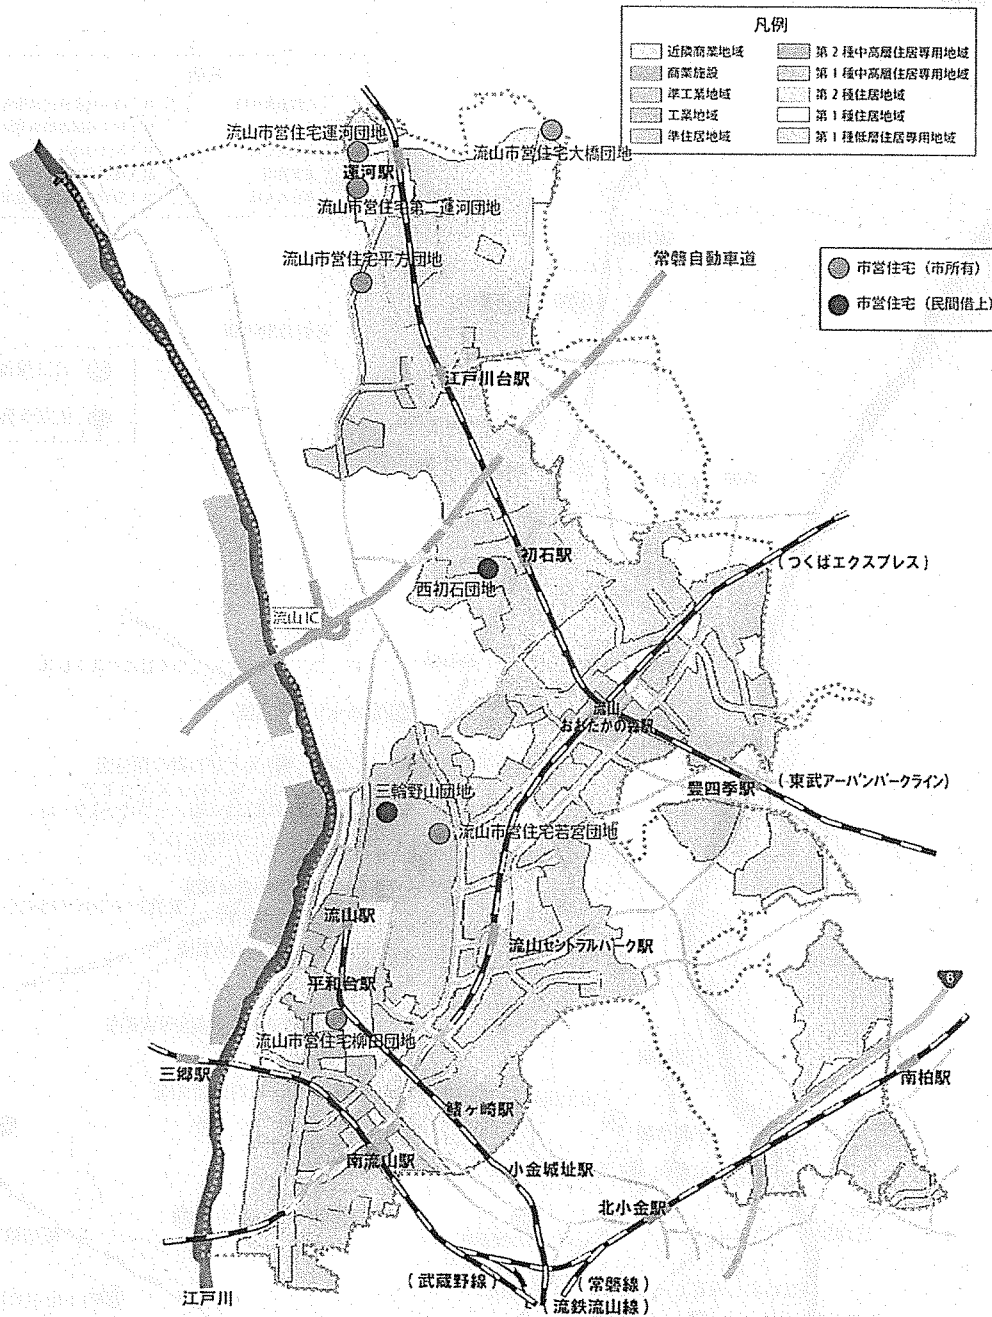 凡例
近隣商業地域
商業施設
準工業地域
工業地域
準住居地域
第2種中高層住居専用地域
第1種中高層住居専用地域
第2種住居地域
第1種住居地域
第1種低層住居専用地域
流山市営住宅運河団地
流山市営住宅大橋団地
運河駅
流山市営住宅第二運河団地
流山市営住宅平方団地
常磐自動車道
市営住宅（市所有）
市営住宅（民間借上）
江戸川台駅
初石駅
(つくばエクスプレス)
西初石団地
流山IC
流山
おおたかの森駅
豊四季駅
(東武アーバンパークライン)
三輪野山団地
流山市営住宅若宮団地
流山駅
流山セントラルパーク駅
平和台駅
6
流山市営住宅柳田団地
三郷駅
南柏駅
鰭ヶ崎駅
南流山駅
小金城址駅
北小金駅
(武蔵野線)
(常磐線)
(流鉄流山線)
江戸川